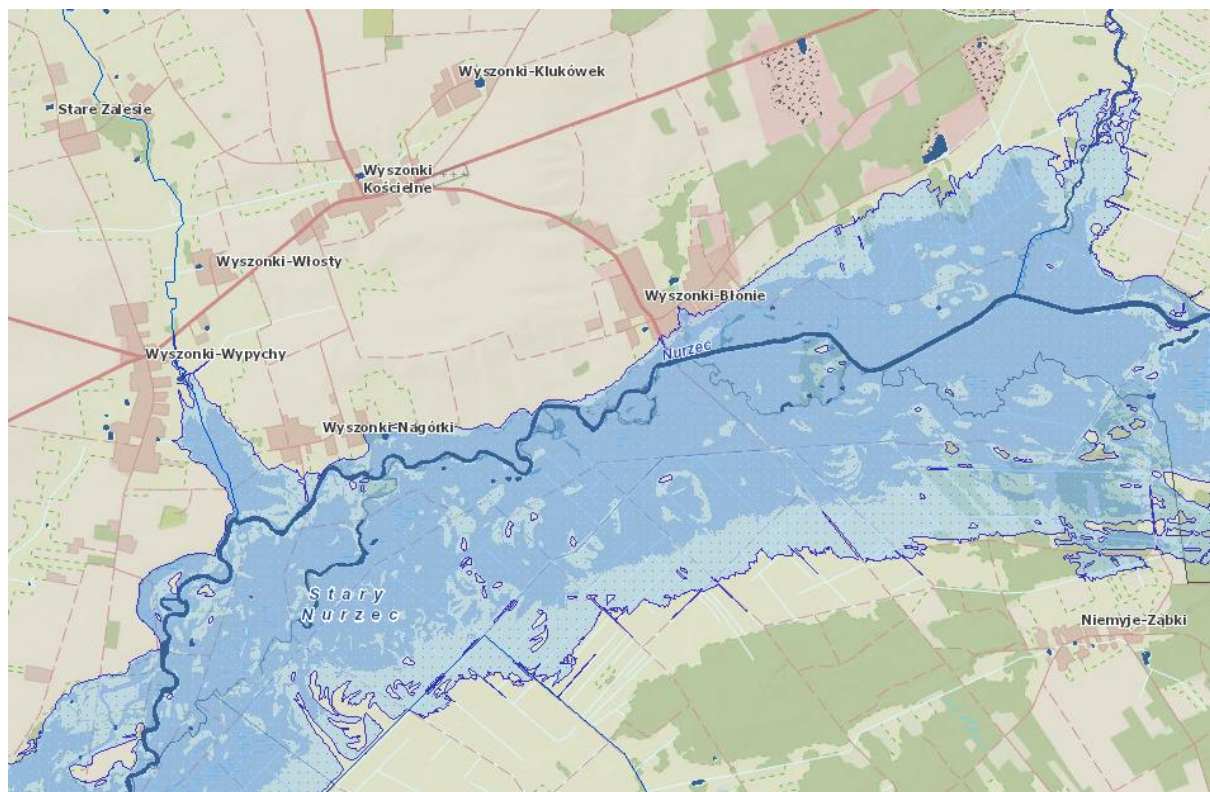 Wyszonki-Klukówek
Stare Zalesie
Wyszonki
Kościelne
Wyszonki-Włosty
Wyszonki-Błonie
Nurzec
Wyszonki-Wypychy
Wyszonki-Nagórki
Stary
Nurzec
Niemyje-Ząbki